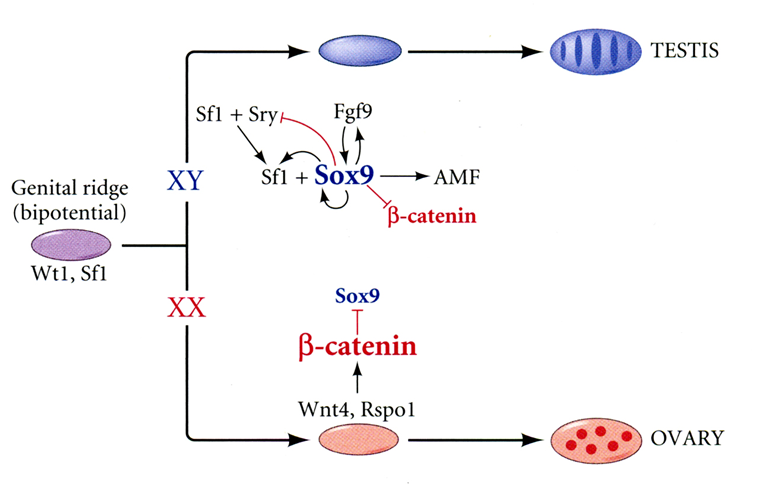 TESTIS
Sf1 + Sry
Fgf9
Sf1 + Sox9
AMF
XY
β-catenin
Genital ridge
(bipotential)
Wt1, Sf1
XX
Sox9
β-catenin
Wnt4, Rspo1
OVARY